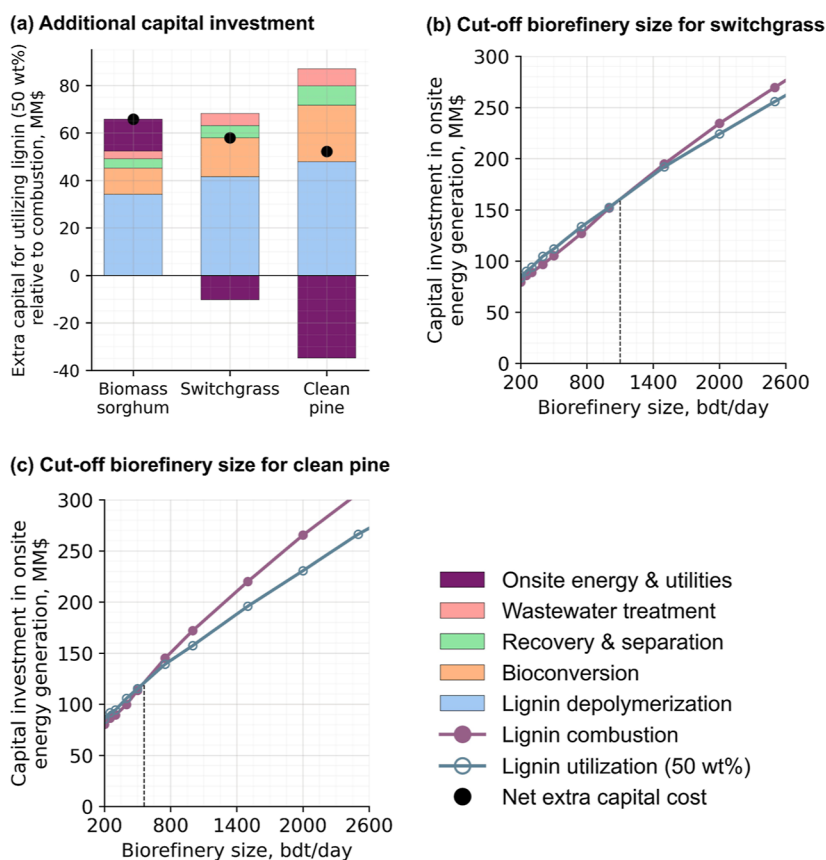 (a) Additional capital investment
Extra capital for utilizing lignin (50 wt%)
relative to combustion, MM$
80
60
40
20
0
-20
-40
Biomass
sorghum
Switchgrass
Clean
pine
(b) Cut-off biorefinery size for switchgrass
Capital investment in onsite
energy generation, MM$
300
250
200
150
100
50
0
200 800 1400 2000 2600
Biorefinery size, bdt/day
(c) Cut-off biorefinery size for clean pine
Capital investment in onsite
energy generation, MM$
300
250
200
150
100
50
0
200 800 1400 2000 2600
Biorefinery size, bdt/day
Onsite energy & utilities
Wastewater treatment
Recovery & separation
Bioconversion
Lignin depolymerization
Lignin combustion
Lignin utilization (50 wt%)
Net extra capital cost